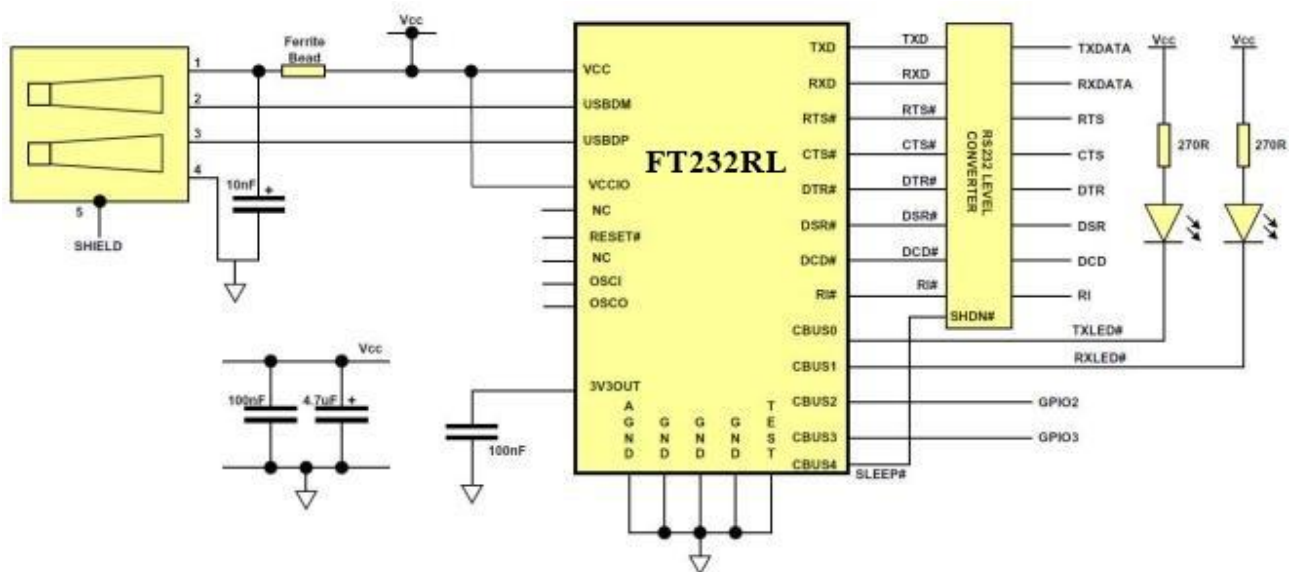 Vcc
Ferrite
Bead
1
2
3
4
5
SHIELD
10nF
+
VCC
USBDM
USBDP
VCCIO
NC
RESET#
NC
OSCI
OSCO
3V3OUT
FT232RL
TXD
RXD
RTS#
CTS#
DTR#
DSR#
DCD#
RI#
CBUS0
CBUS1
CBUS2
CBUS3
CBUS4
AGND
GND
GND
GND
TEST
TXD
RXD
RTS#
CTS#
DTR#
DSR#
DCD#
RI#
RS232 LEVEL
CONVERTER
SHDN#
TXDATA
RXDATA
RTS
CTS
DTR
DSR
DCD
RI
Vcc
Vcc
270R
270R
TXLED#
RXLED#
GPIO2
GPIO3
SLEEP#
Vcc
100nF
4.7uF
+
100nF